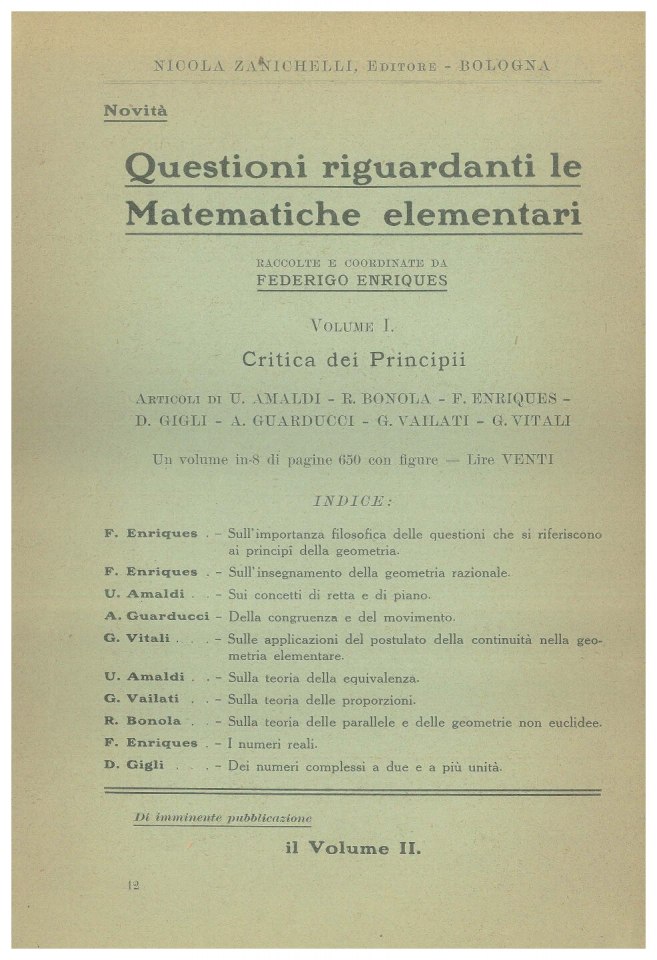 NICOLA ZANICHELLI, Editore - BOLOGNA
Novità
Questioni riguardanti le
Matematiche elementari
RACCOLTE E COORDINATE DA
FEDERIGO ENRIQUES
Volume I.
Critica dei Principii
Articoli di U. AMALDI - R. BONOLA - F. ENRIQUES -
D. GIGLI - A. GUARDUCCI - G. VAILATI - G. VITALI
Un volume in-8 di pagine 650 con figure — Lire VENTI
INDICE:
F. Enriques . - Sull'importanza filosofica delle questioni che si riferiscono
ai principî della geometria.
F. Enriques . - Sull'insegnamento della geometria razionale.
U. Amaldi . . - Sui concetti di retta e di piano.
A. Guarducci - Della congruenza e del movimento.
G. Vitali . . . - Sulle applicazioni del postulato della continuità nella geo-
metria elementare.
U. Amaldi . . - Sulla teoria della equivalenza.
G. Vailati . . - Sulla teoria delle proporzioni.
R. Bonola . . - Sulla teoria delle parallele e delle geometrie non euclidee.
F. Enriques . - I numeri reali.
D. Gigli . . . - Dei numeri complessi a due e a più unità.
Di imminente pubblicazione
il Volume II.
12